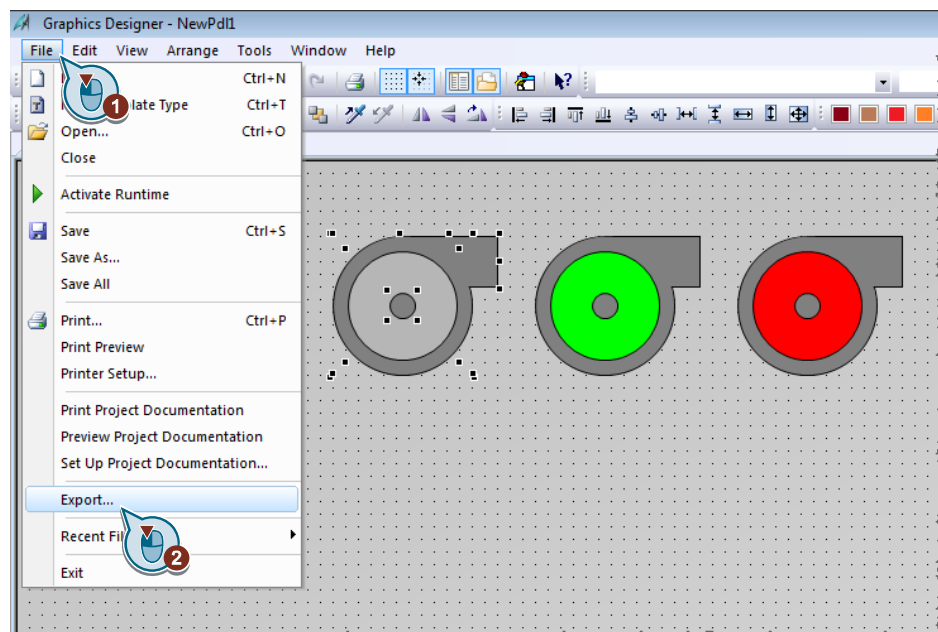 Graphics Designer - NewPdl1
File Edit View Arrange Tools Window Help
Ctrl+N
1
late Type Ctrl+T
Open... Ctrl+O
Close
Activate Runtime
Save Ctrl+S
Save As...
Save All
Print... Ctrl+P
Print Preview
Printer Setup...
Print Project Documentation
Preview Project Documentation
Set Up Project Documentation...
Export...
Recent Fil
2
Exit